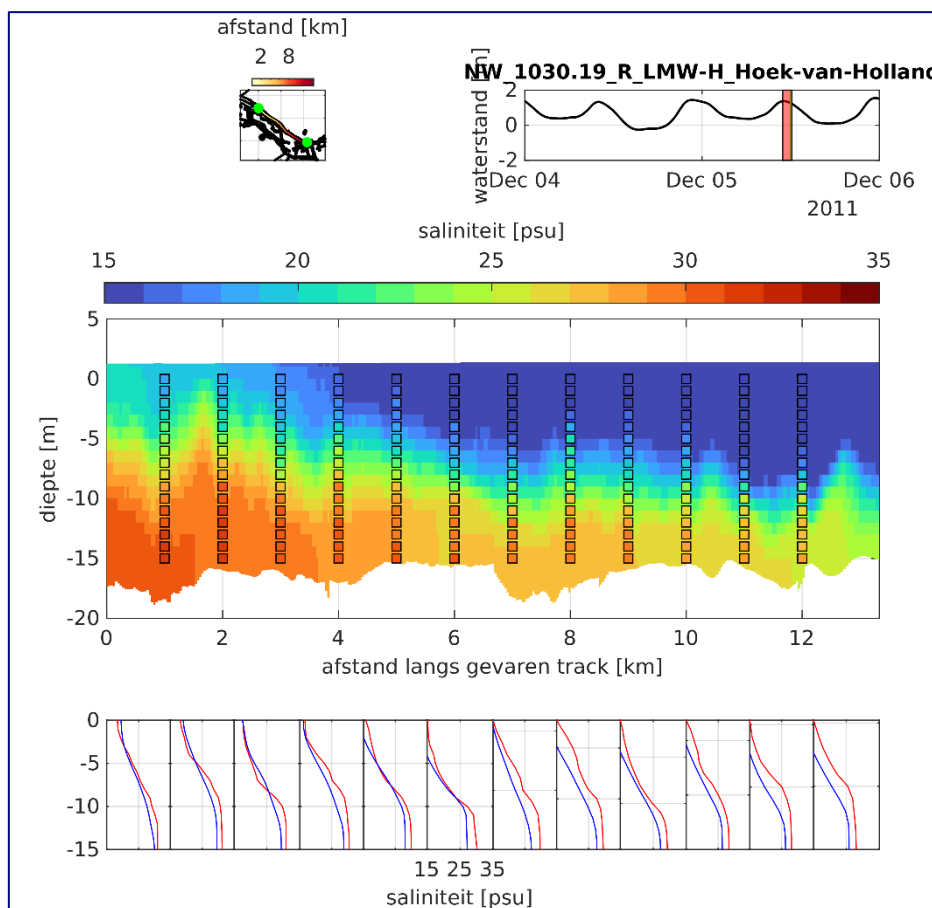 afstand [km]
2 8
NW_1030.19_R_LMW-H_Hoek-van-Holland
waterstand [m]
2
0
-2
Dec 04 Dec 05 Dec 06
2011
saliniteit [psu]
15 20 25 30 35
5
0
-5
-10
-15
-20
diepte [m]
0 2 4 6 8 10 12
afstand langs gevaren track [km]
0
-5
-10
-15
15 25 35
saliniteit [psu]